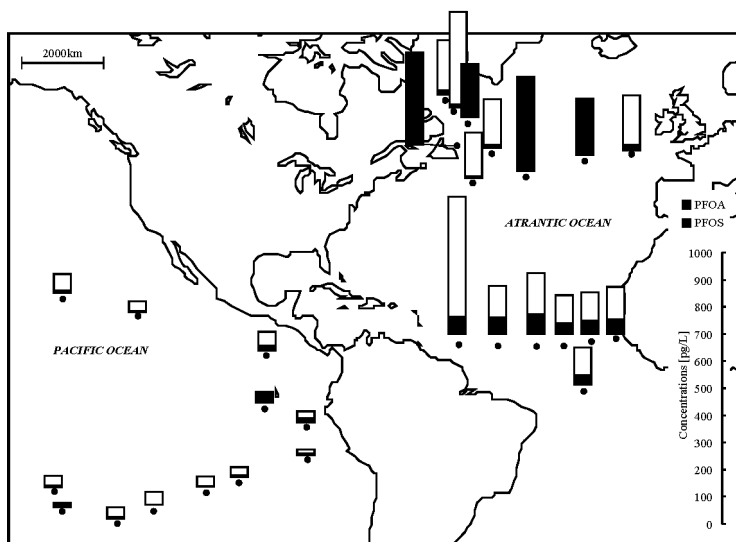 2000km
ATRANTIC OCEAN
PFOA
PFOS
PACIFIC OCEAN
Concentrations [pg/L]
1000
900
800
700
600
500
400
300
200
100
0